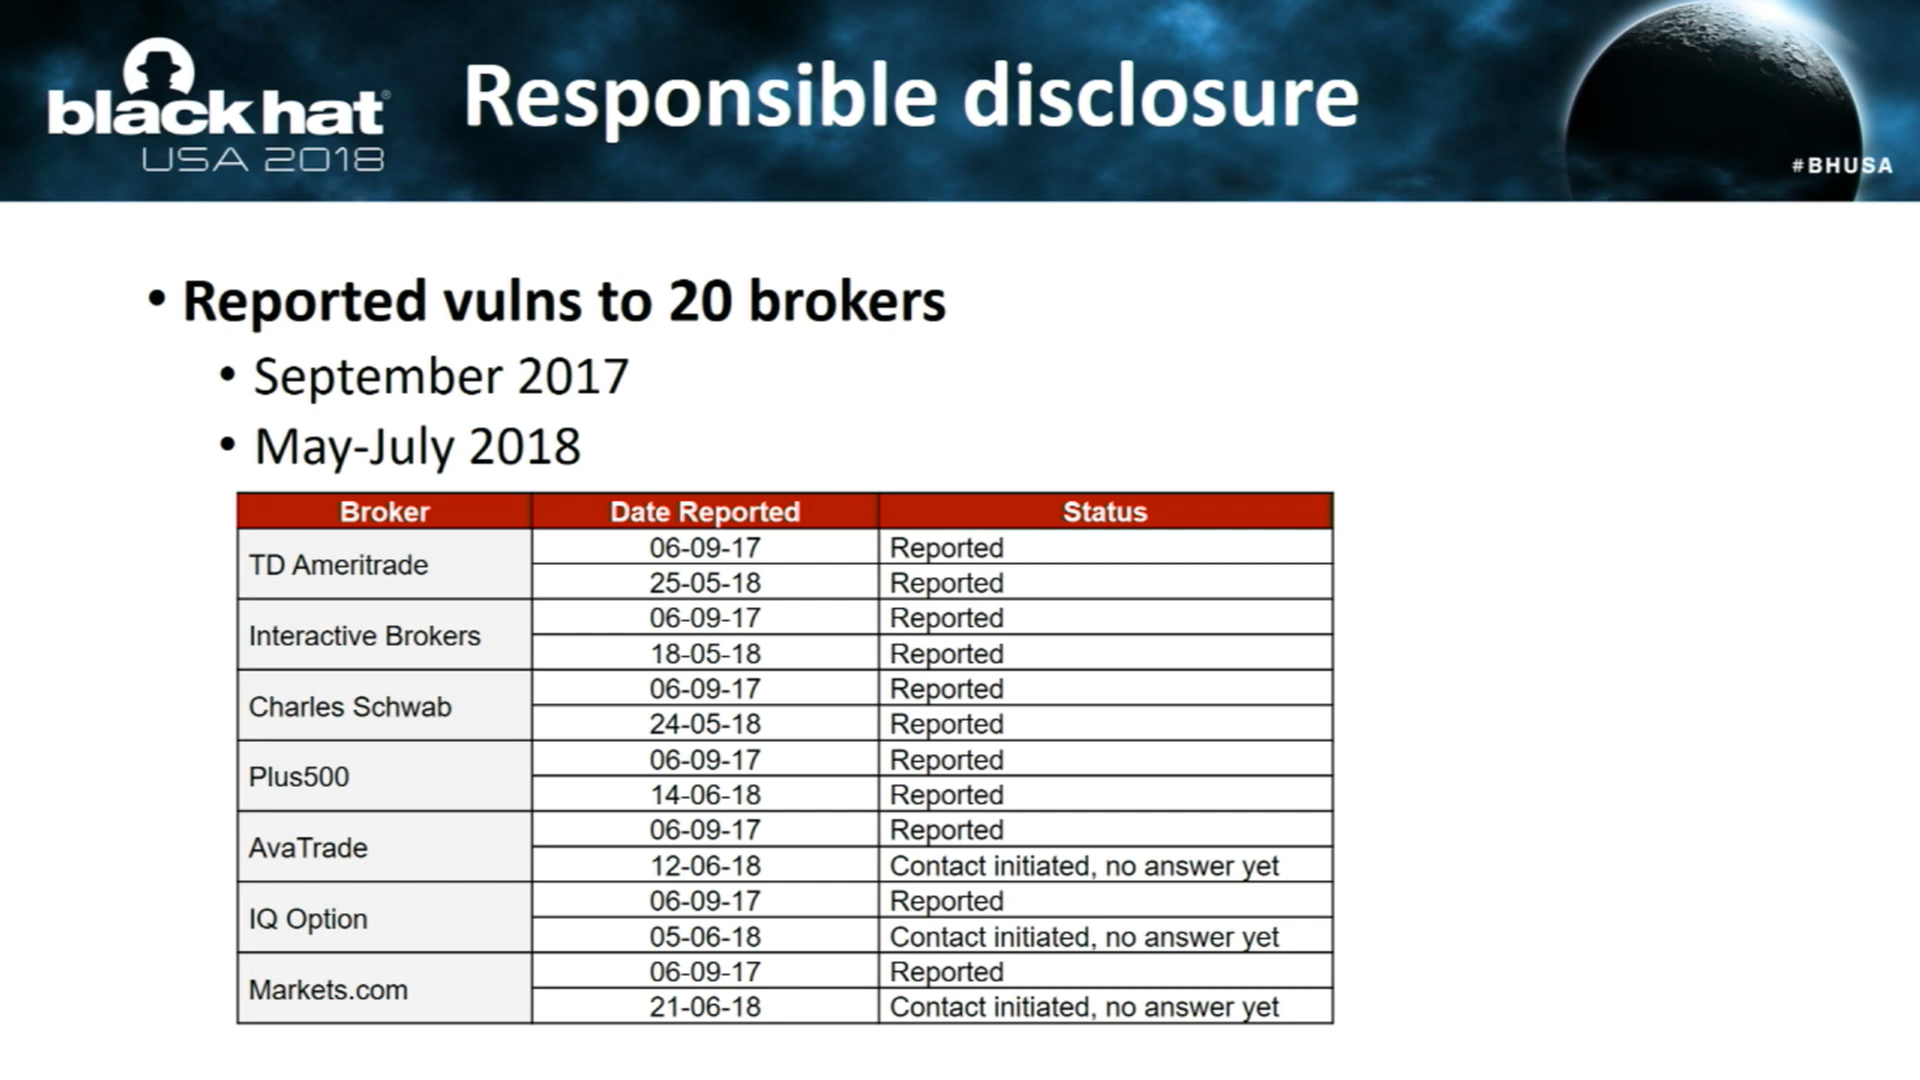 black hat
USA 2018
Responsible disclosure
#BHUSA
• Reported vulns to 20 brokers
• September 2017
• May-July 2018
Broker Date Reported Status
TD Ameritrade 06-09-17 Reported
25-05-18 Reported
Interactive Brokers 06-09-17 Reported
18-05-18 Reported
Charles Schwab 06-09-17 Reported
24-05-18 Reported
Plus500 06-09-17 Reported
14-06-18 Reported
AvaTrade 06-09-17 Reported
12-06-18 Contact initiated, no answer yet
IQ Option 06-09-17 Reported
05-06-18 Contact initiated, no answer yet
Markets.com 06-09-17 Reported
21-06-18 Contact initiated, no answer yet